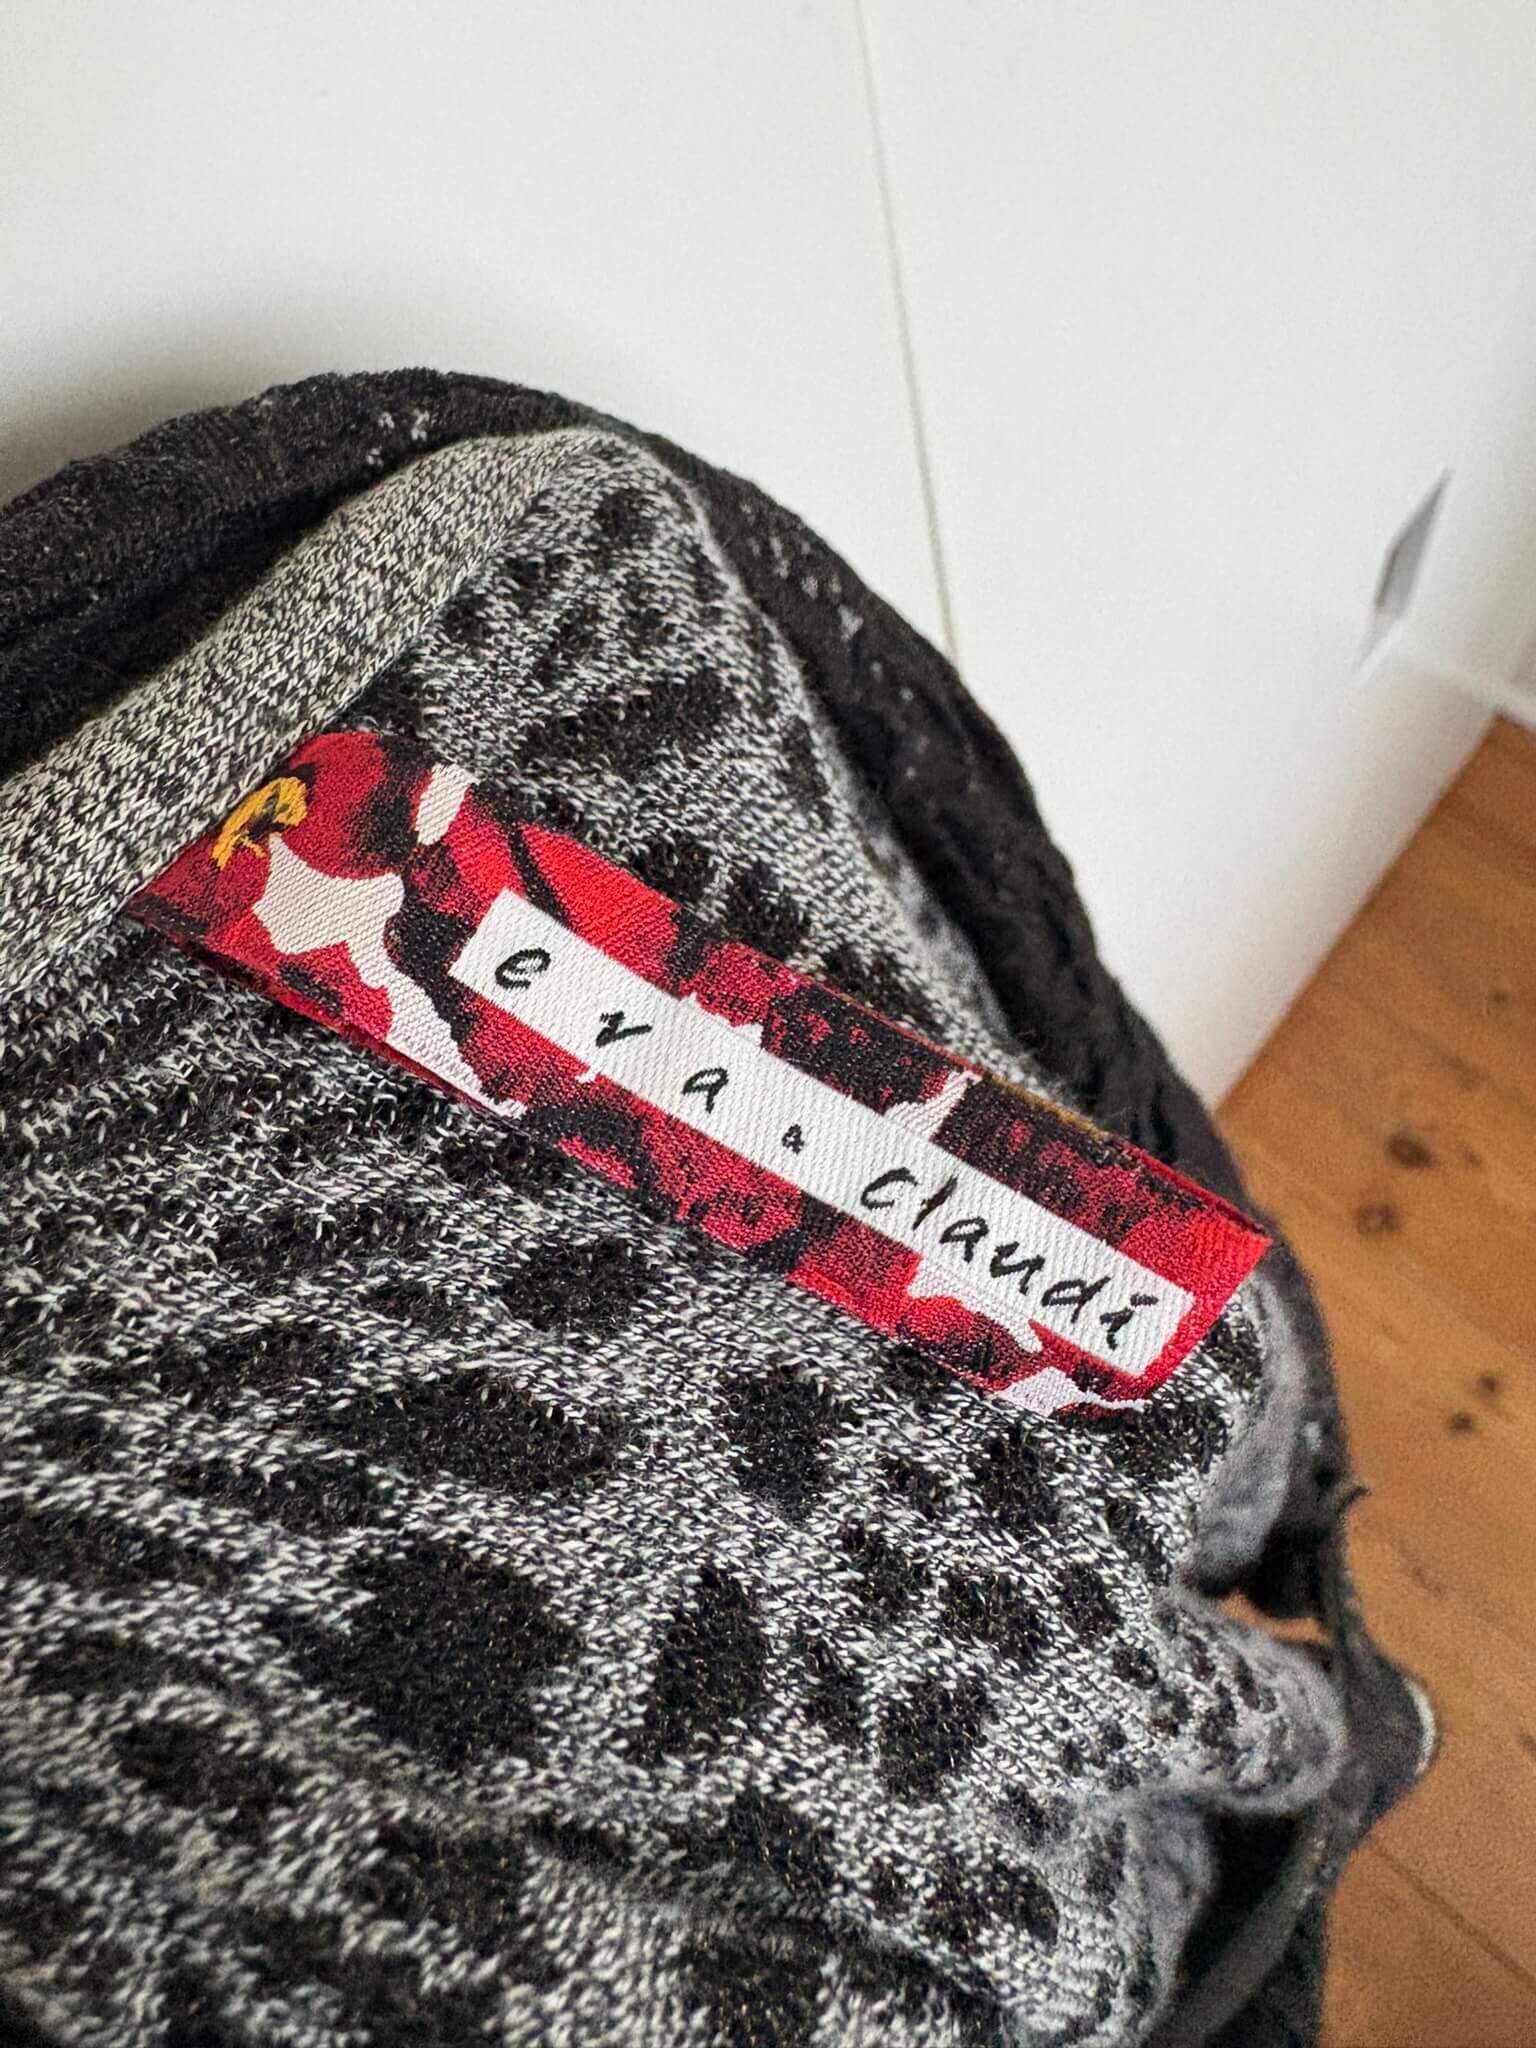 eva & claudi